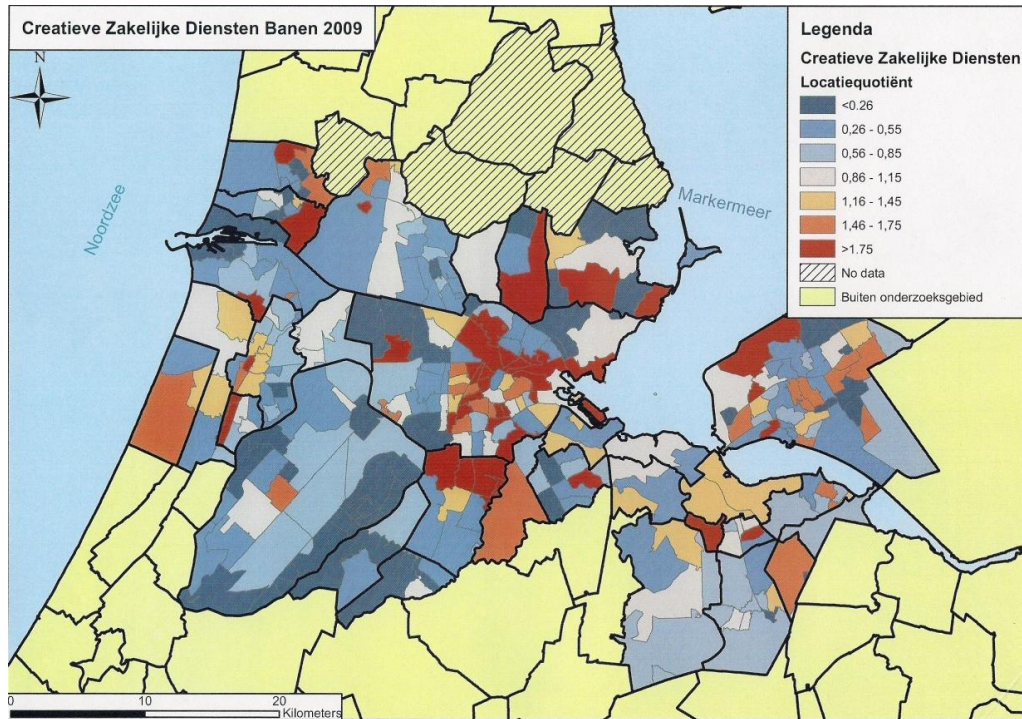 Creatieve Zakelijke Diensten Banen 2009
N
Noordzee
Markermeer
Legenda
Creatieve Zakelijke Diensten
Locatiequotiënt
<0.26
0,26 - 0,55
0,56 - 0,85
0,86 - 1,15
1,16 - 1,45
1,46 - 1,75
>1.75
No data
Buiten onderzoeksgebied
0 10 20
Kilometers